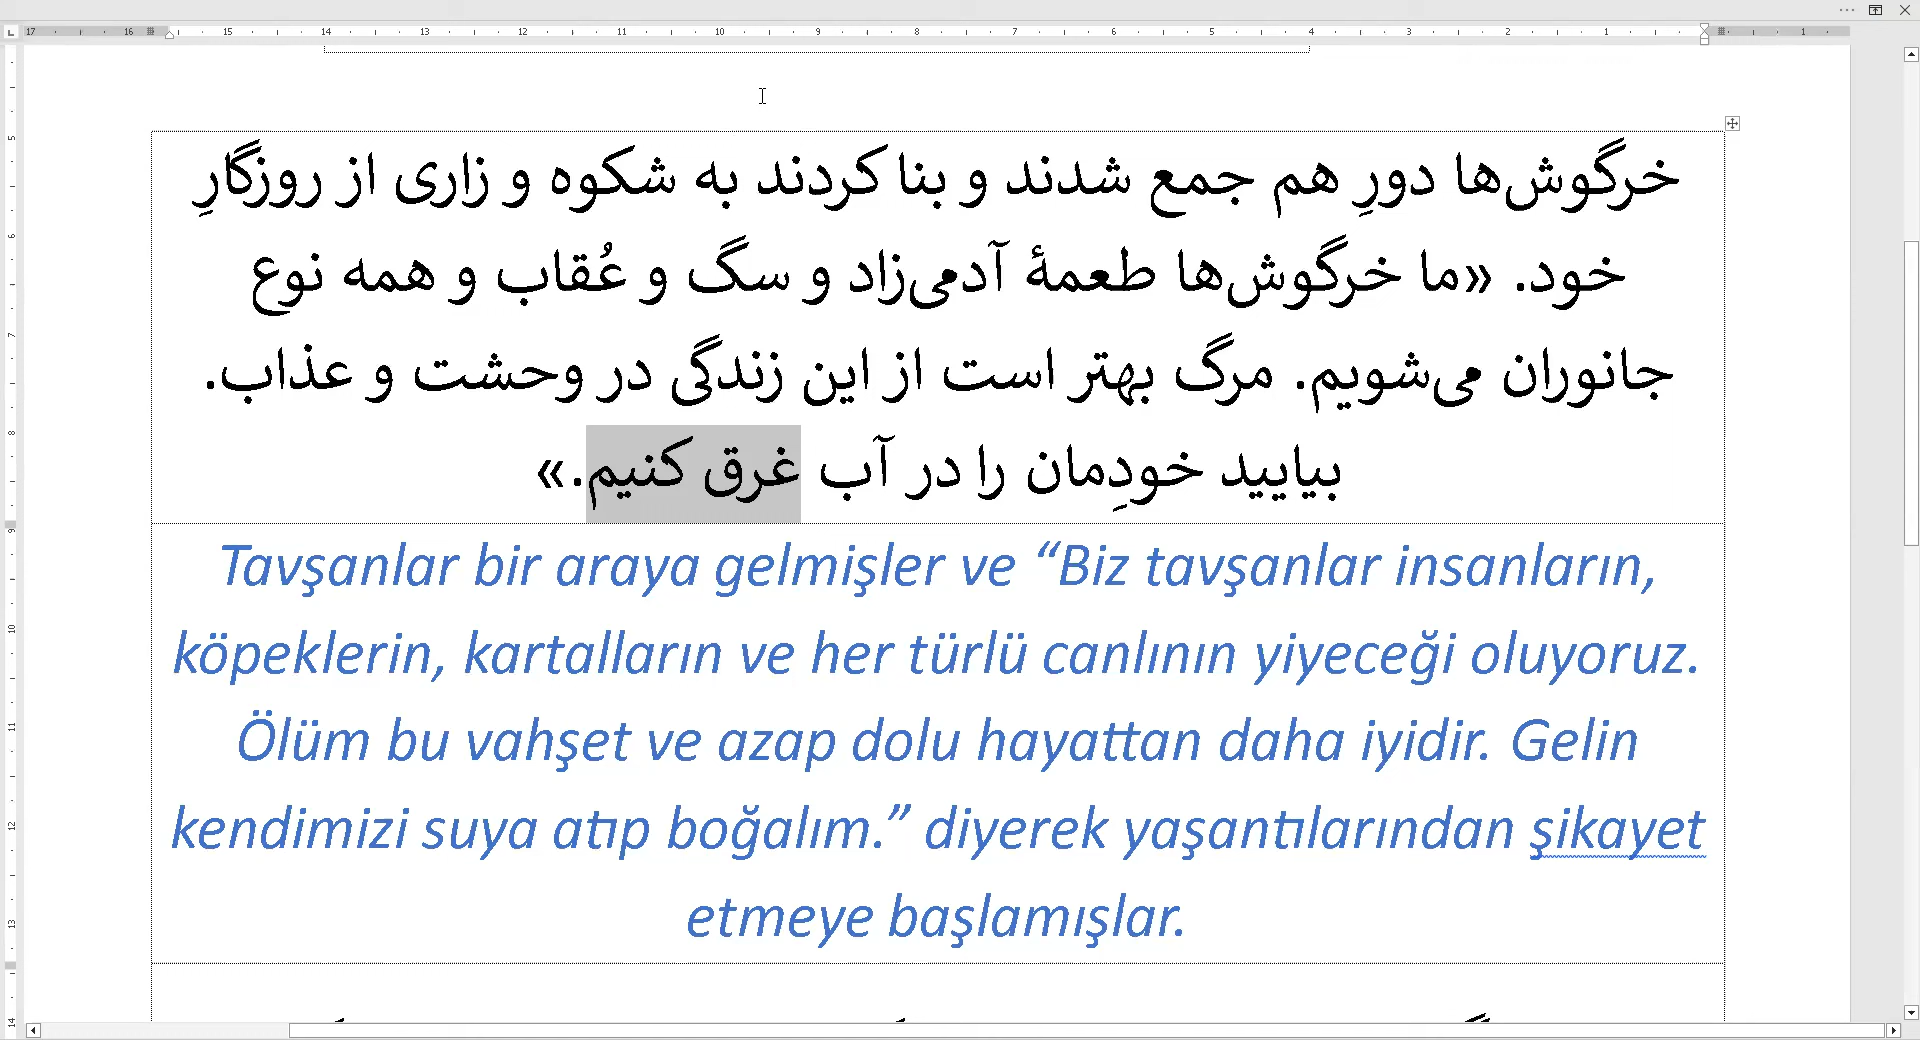 خرگوش‌ها دورِ هم جمع شدند و بنا کردند به شکوه و زاری از روزگارِ
خود. «ما خرگوش‌ها طعمهٔ آدمی‌زاد و سگ و عُقاب و همه نوع
جانوران می‌شویم. مرگ بهتر است از این زندگی در وحشت و عذاب.
بیایید خودِمان را در آب غرق کنیم.»
Tavşanlar bir araya gelmişler ve “Biz tavşanlar insanların,
köpeklerin, kartalların ve her türlü canlının yiyeceği oluyoruz.
Ölüm bu vahşet ve azap dolu hayattan daha iyidir. Gelin
kendimizi suya atıp boğalım.” diyerek yaşantılarından şikayet
etmeye başlamışlar.